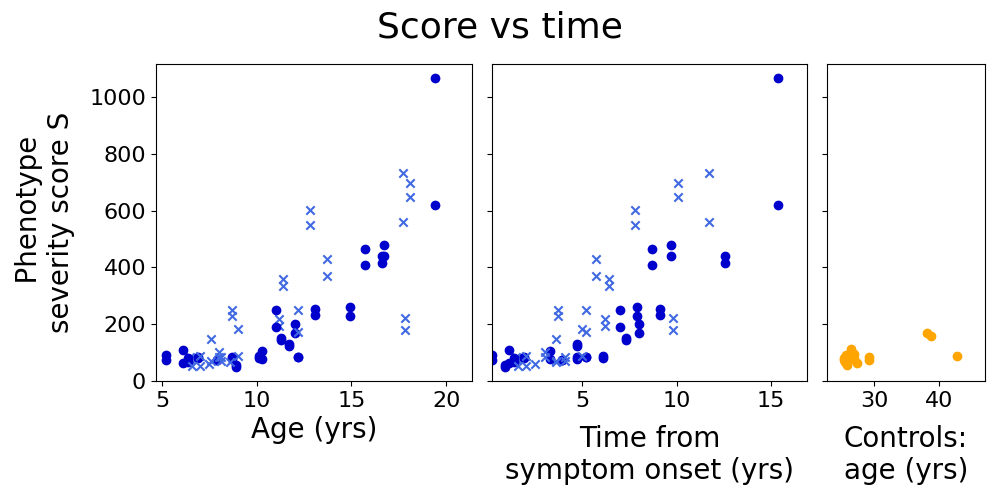 Score vs time
Phenotype
severity score S
1000
800
600
400
200
0
5 10 15 20
Age (yrs)
5 10 15
Time from
symptom onset (yrs)
30 40
Controls:
age (yrs)